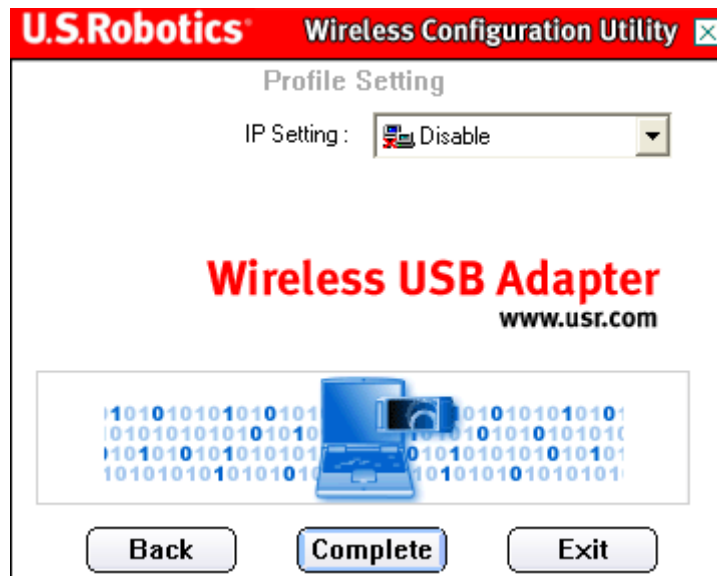 U.S.Robotics® Wireless Configuration Utility
Profile Setting
IP Setting : Disable
Wireless USB Adapter
www.usr.com
Back Complete Exit